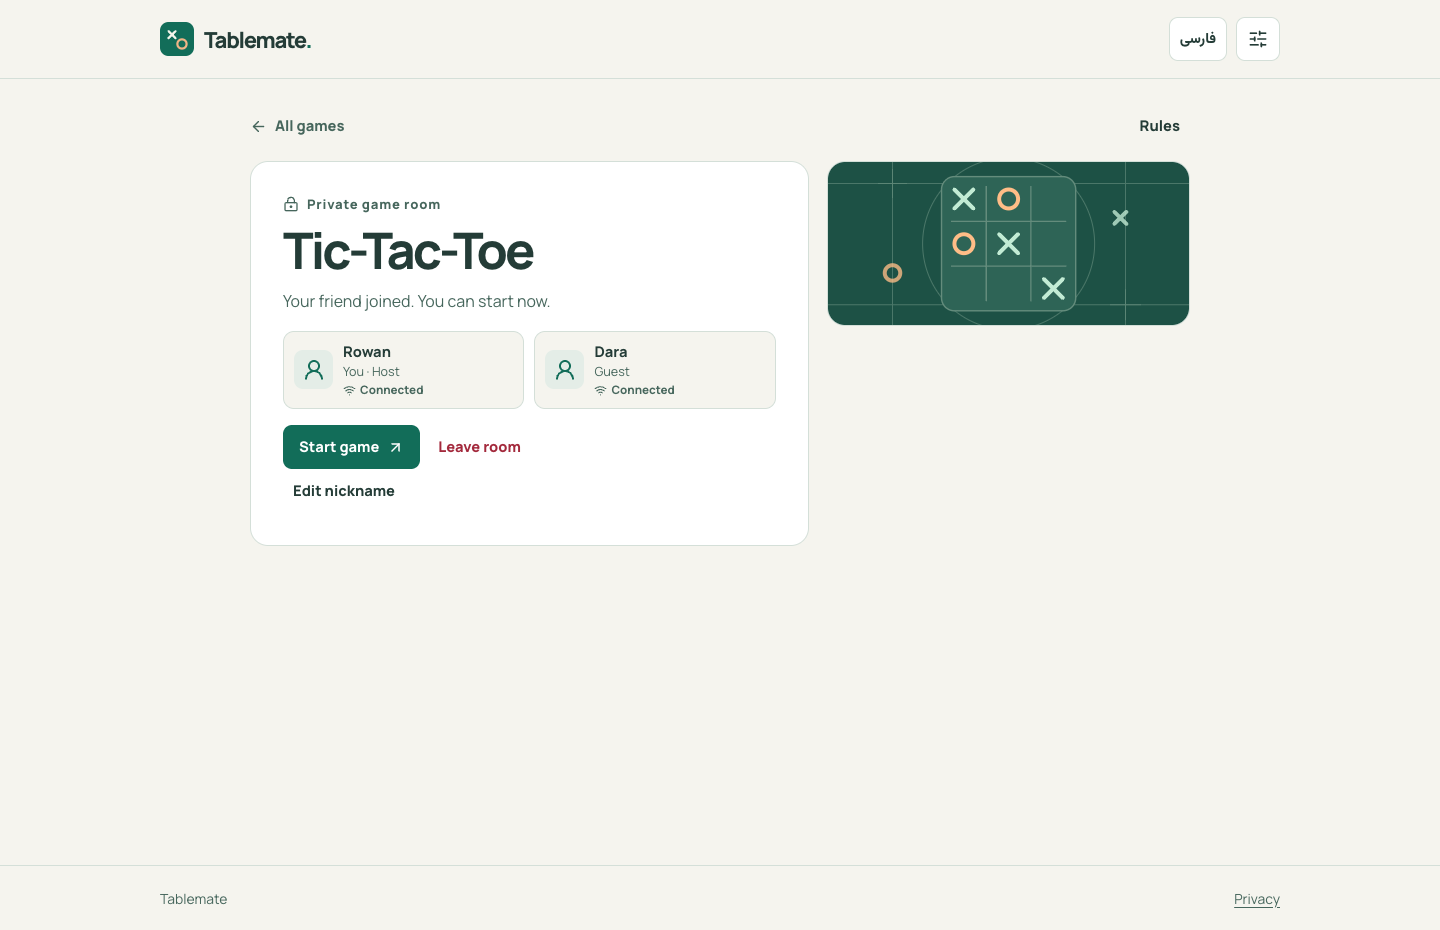 Tablemate.
فارسی
All games
Rules
Private game room
Tic-Tac-Toe
Your friend joined. You can start now.
Rowan
You · Host
Connected
Dara
Guest
Connected
Start game
Leave room
Edit nickname
Tablemate
Privacy